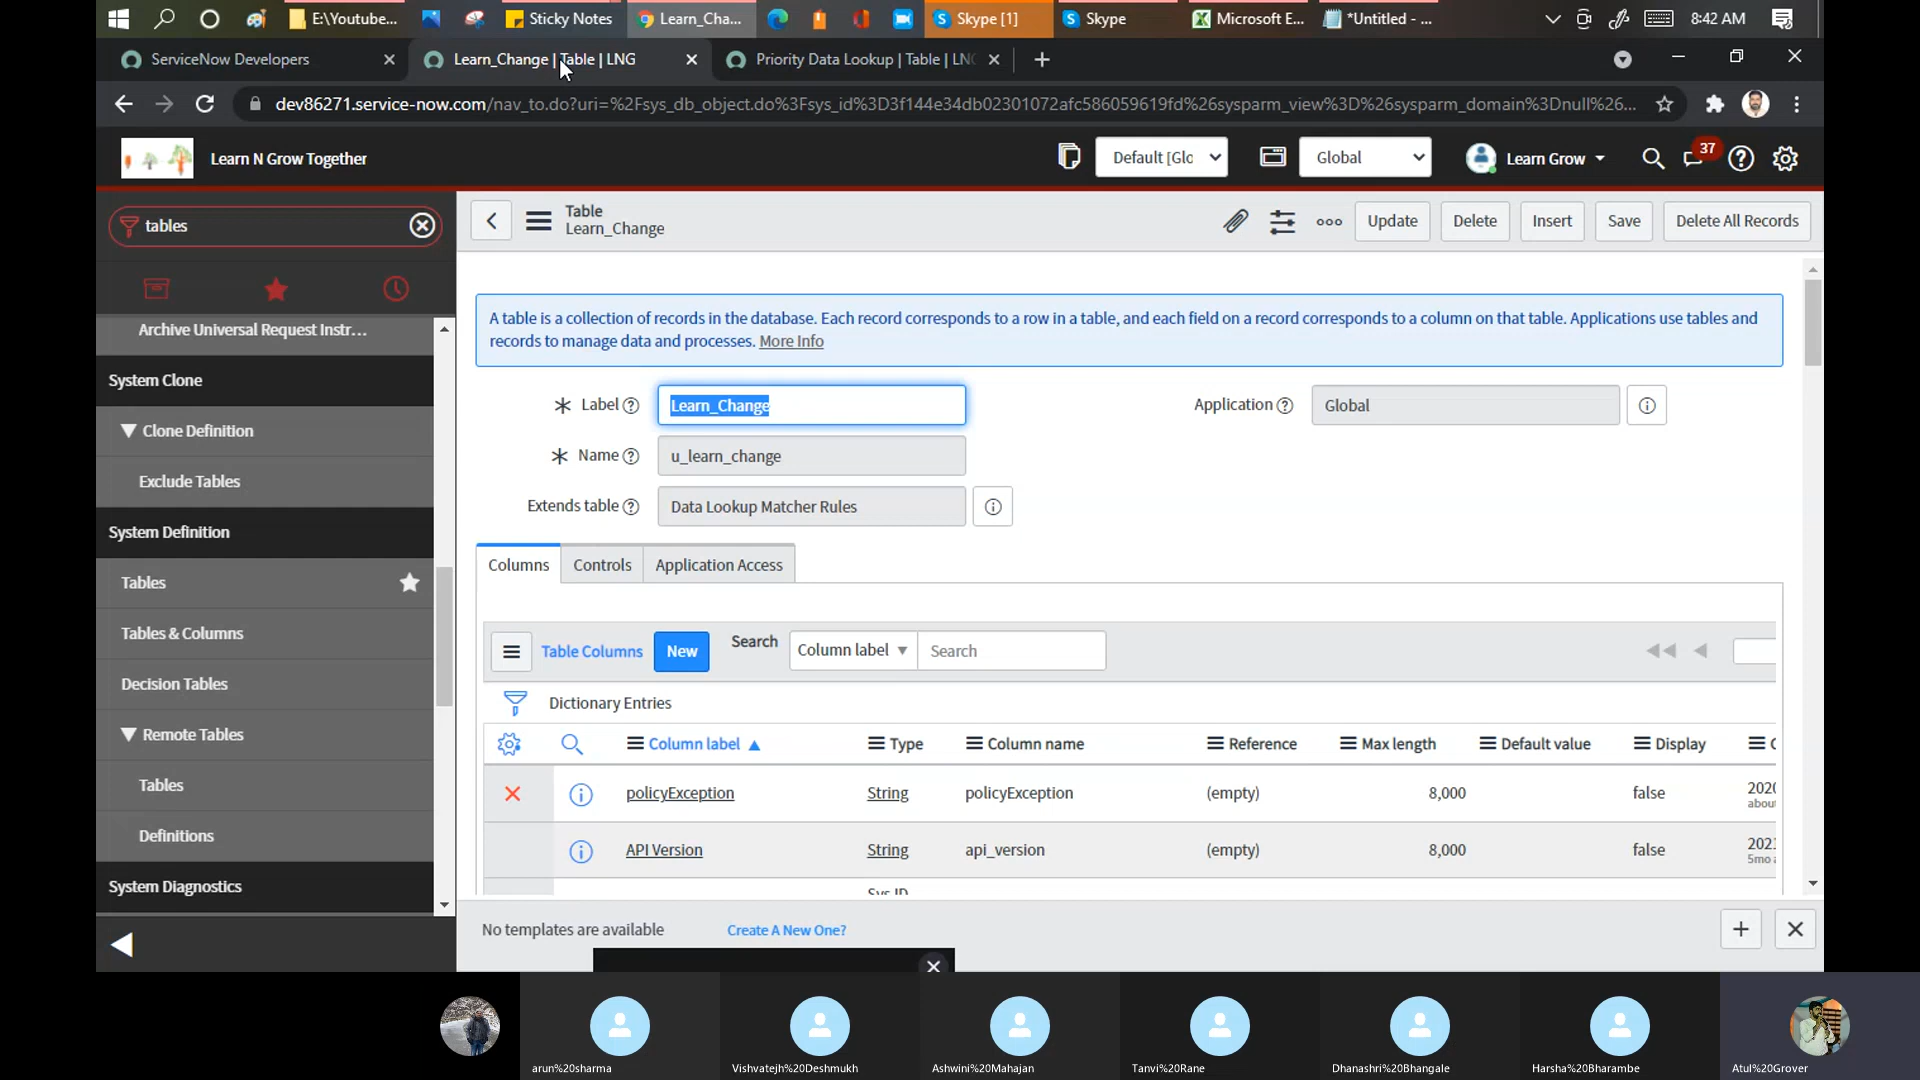 E:\Youtube...
Sticky Notes
Learn_Cha...
Skype [1]
Skype
Microsoft E...
*Untitled - ...
8:42 AM
ServiceNow Developers
Learn_Change | Table | LNG
Priority Data Lookup | Table | LNG
dev86271.service-now.com/nav_to.do?uri=%2Fsys_db_object.do%3Fsys_id%3D3f144e34db02301072afc586059619fd%26sysparm_view%3D%26sysparm_domain%3Dnull%26...
Learn N Grow Together
Default [Glo
Global
Learn Grow
37
tables
Table
Learn_Change
Update
Delete
Insert
Save
Delete All Records
Archive Universal Request Instr...
System Clone
Clone Definition
Exclude Tables
System Definition
Tables
Tables & Columns
Decision Tables
Remote Tables
Tables
Definitions
System Diagnostics
A table is a collection of records in the database. Each record corresponds to a row in a table, and each field on a record corresponds to a column on that table. Applications use tables and
records to manage data and processes. More Info
Label
Learn_Change
Application
Global
Name
u_learn_change
Extends table
Data Lookup Matcher Rules
Columns
Controls
Application Access
Table Columns
New
Search
Column label
Search
Dictionary Entries
Column label
Type
Column name
Reference
Max length
Default value
Display
C
policyException
String
policyException
(empty)
8,000
false
2020
about
API Version
String
api_version
(empty)
8,000
false
202
5mo a
Sys ID
No templates are available
Create A New One?
arun%20sharma
Vishvatejh%20Deshmukh
Ashwini%20Mahajan
Tanvi%20Rane
Dhanashri%20Bhangale
Harsha%20Bharambe
Atul%20Grover